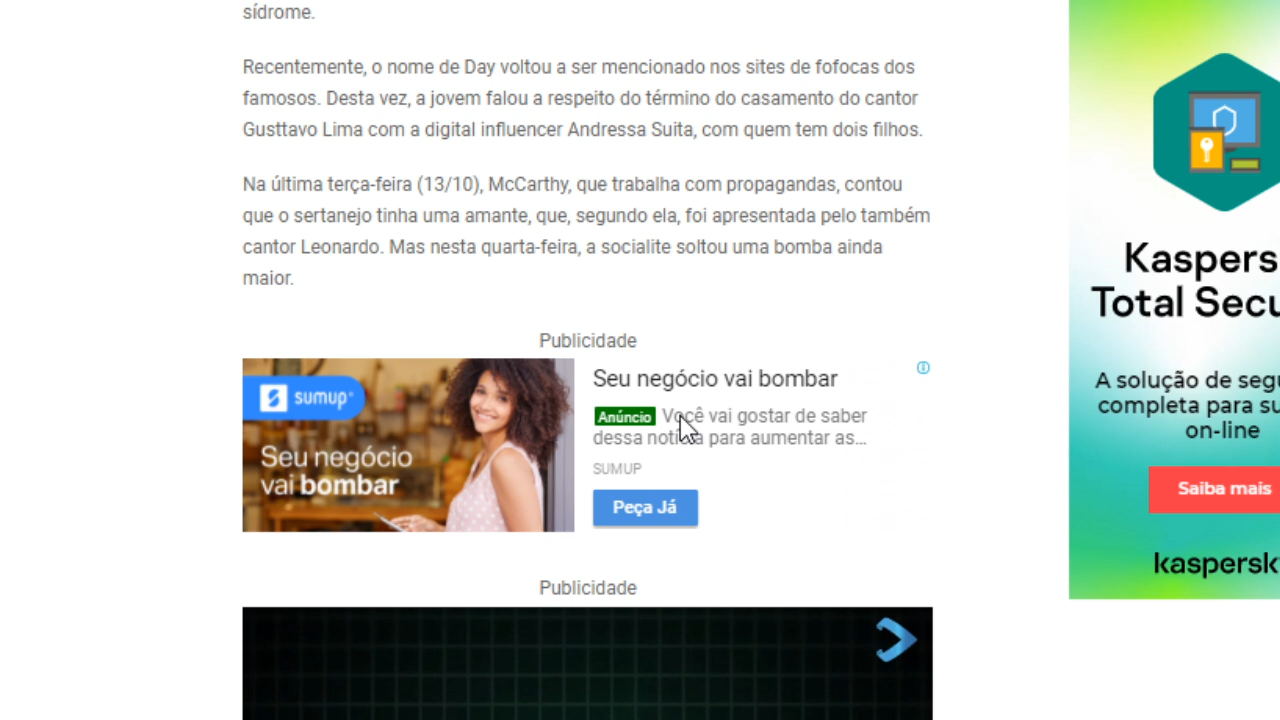 sídrome.
Recentemente, o nome de Day voltou a ser mencionado nos sites de fofocas dos
famosos. Desta vez, a jovem falou a respeito do término do casamento do cantor
Gusttavo Lima com a digital influencer Andressa Suita, com quem tem dois filhos.
Na última terça-feira (13/10), McCarthy, que trabalha com propagandas, contou
que o sertanejo tinha uma amante, que, segundo ela, foi apresentada pelo também
cantor Leonardo. Mas nesta quarta-feira, a socialite soltou uma bomba ainda
maior.
Publicidade
sumup
Seu negócio
vai bombar
Seu negócio vai bombar
Anúncio Você vai gostar de saber
dessa notícia para aumentar as...
SUMUP
Peça Já
Publicidade
Kaspers
Total Secu
A solução de segu
completa para su
on-line
Saiba mais
kaspersk